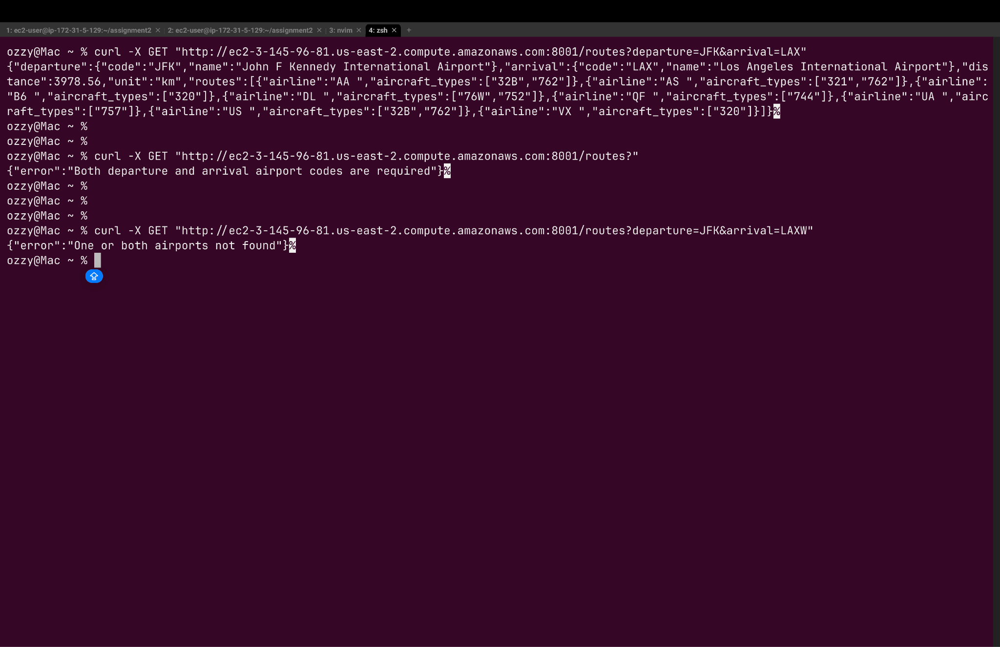 1: ec2-user@ip-172-31-5-129:~/assignment2 × 2: ec2-user@ip-172-31-5-129:~/assignment2 × 3: nvim × 4: zsh × +
ozzy@Mac ~ % curl -X GET "http://ec2-3-145-96-81.us-east-2.compute.amazonaws.com:8001/routes?departure=JFK&arrival=LAX"
{"departure":{"code":"JFK","name":"John F Kennedy International Airport"},"arrival":{"code":"LAX","name":"Los Angeles International Airport"},"dis
tance":3978.56,"unit":"km","routes":[{"airline":"AA ","aircraft_types":["32B","762"]},{"airline":"AS ","aircraft_types":["321","762"]},{"airline":
"B6 ","aircraft_types":["320"]},{"airline":"DL ","aircraft_types":["76W","752"]},{"airline":"QF ","aircraft_types":["744"]},{"airline":"UA ","airc
raft_types":["757"]},{"airline":"US ","aircraft_types":["32B","762"]},{"airline":"VX ","aircraft_types":["320"]}]}%
ozzy@Mac ~ %
ozzy@Mac ~ %
ozzy@Mac ~ % curl -X GET "http://ec2-3-145-96-81.us-east-2.compute.amazonaws.com:8001/routes?"
{"error":"Both departure and arrival airport codes are required"}%
ozzy@Mac ~ %
ozzy@Mac ~ %
ozzy@Mac ~ %
ozzy@Mac ~ % curl -X GET "http://ec2-3-145-96-81.us-east-2.compute.amazonaws.com:8001/routes?departure=JFK&arrival=LAXW"
{"error":"One or both airports not found"}%
ozzy@Mac ~ %